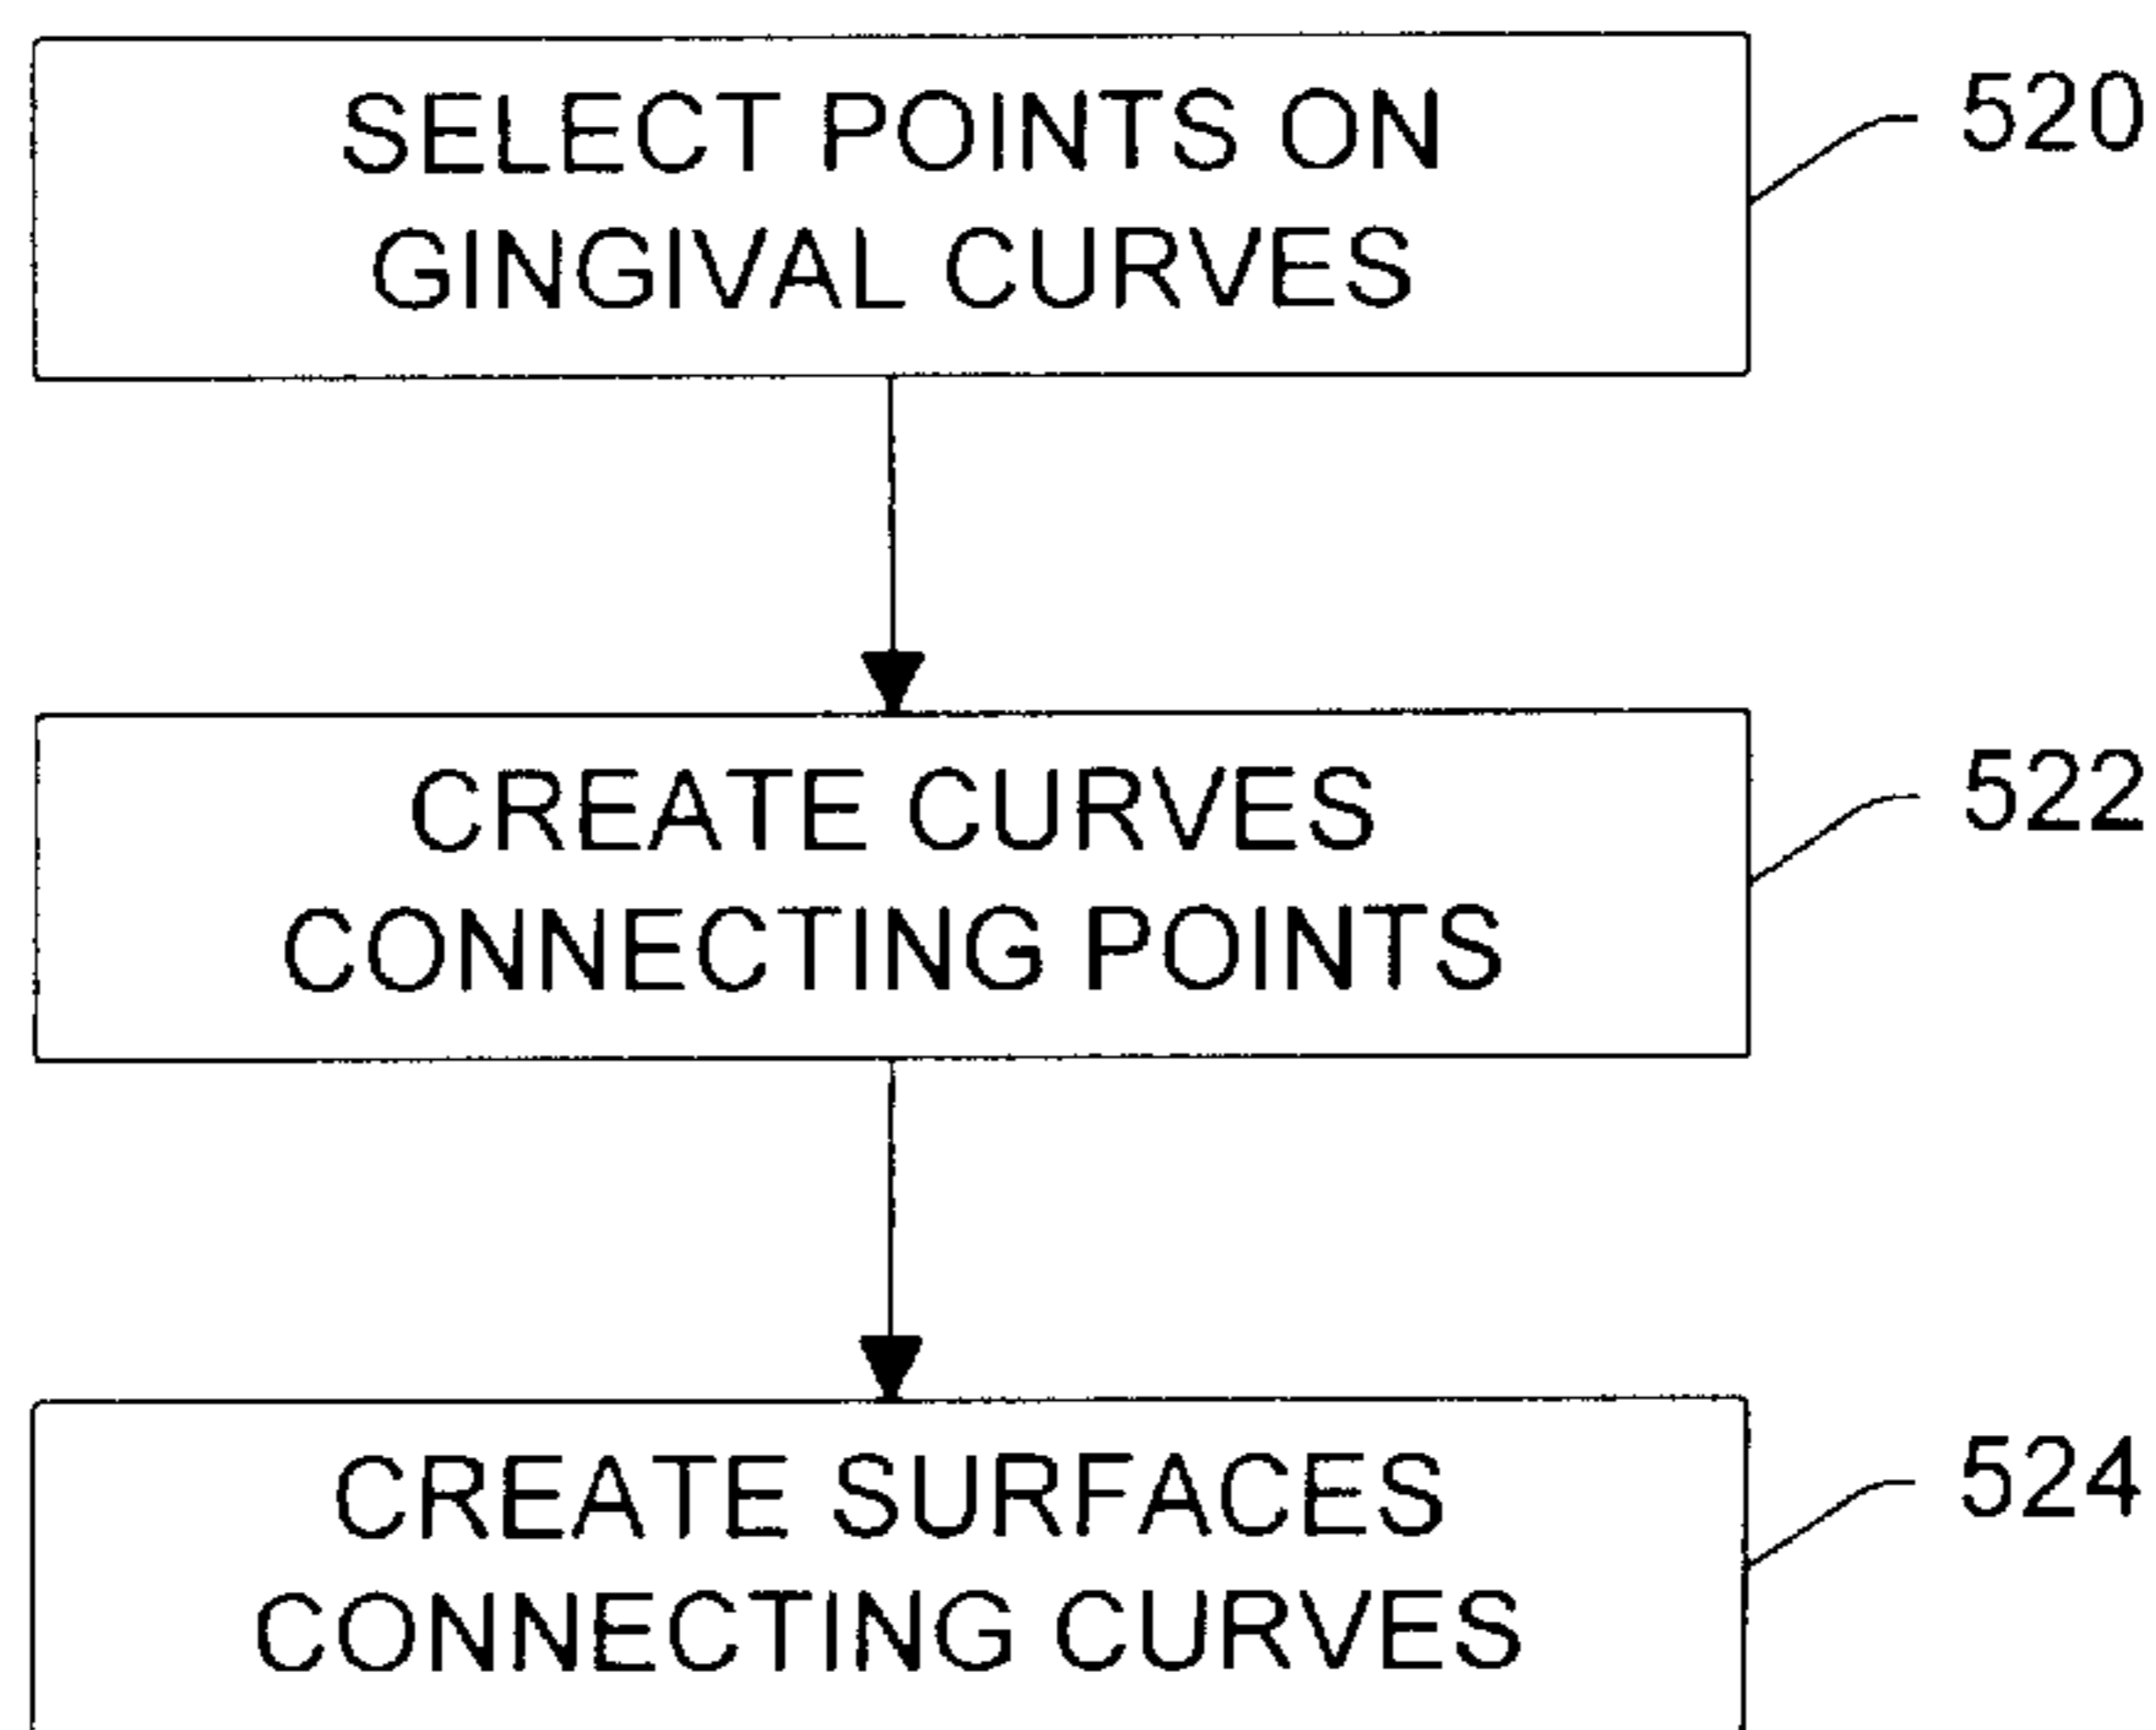 SELECT POINTS ON
GINGIVAL CURVES
520
CREATE CURVES
CONNECTING POINTS
522
CREATE SURFACES
CONNECTING CURVES
524